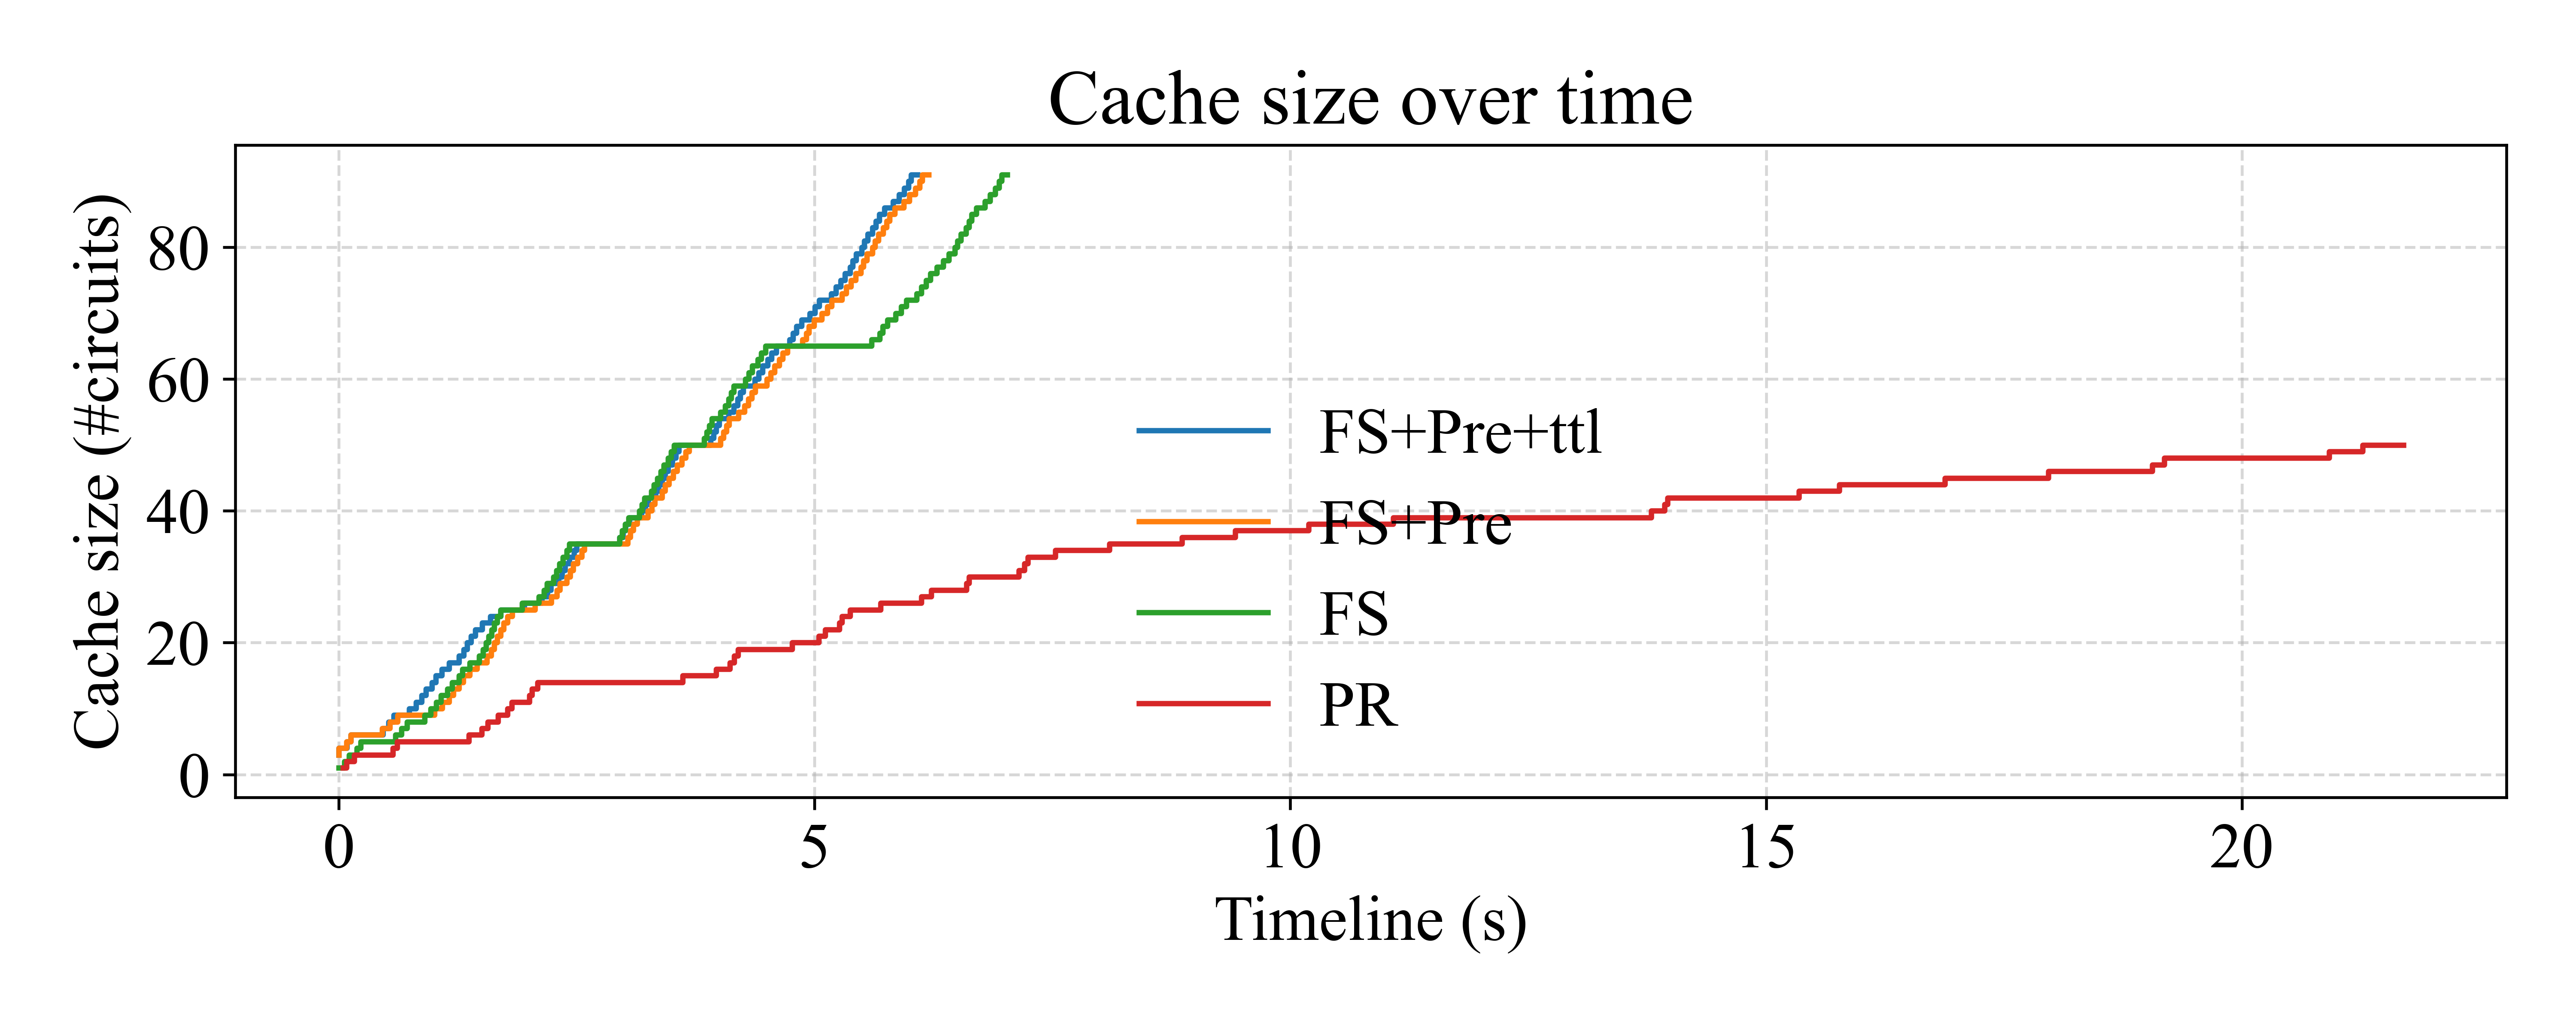 Cache size over time
Cache size (#circuits)
80
60
40
20
0
FS+Pre+ttl
FS+Pre
FS
PR
0 5 10 15 20
Timeline (s)